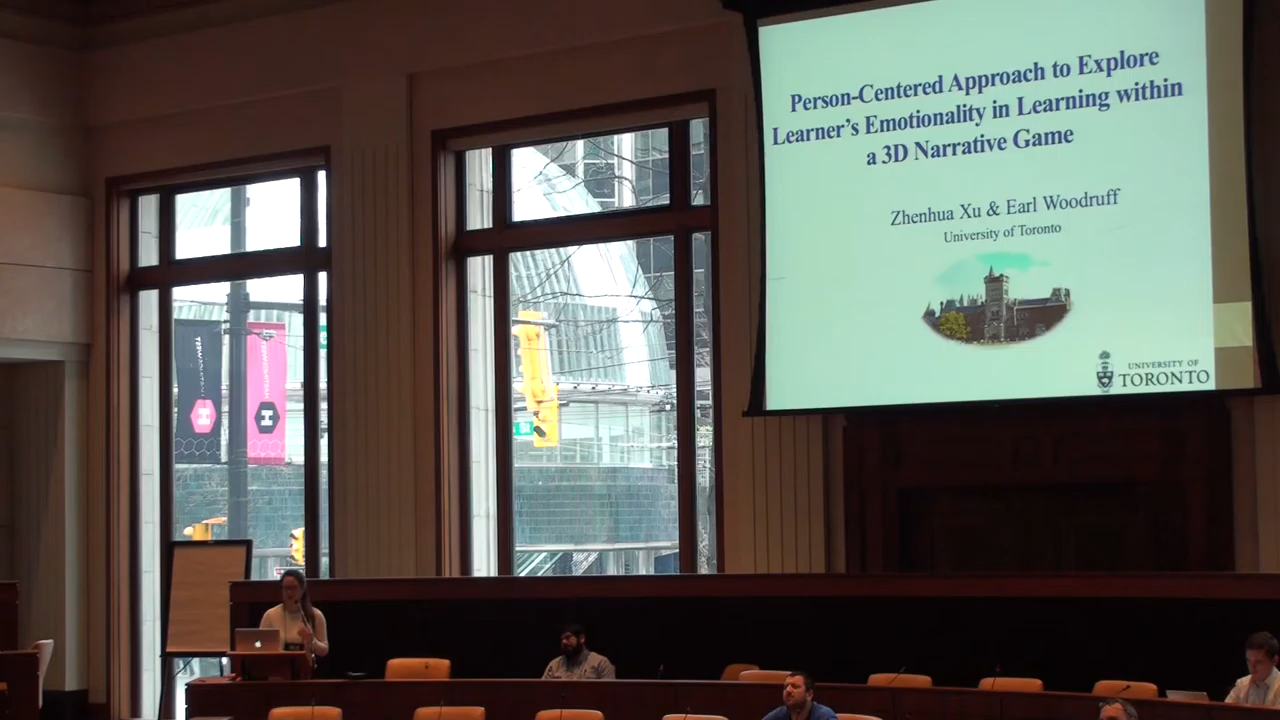 Person-Centered Approach to Explore
Learner's Emotionality in Learning within
a 3D Narrative Game
Zhenhua Xu & Earl Woodruff
University of Toronto
UNIVERSITY OF
TORONTO